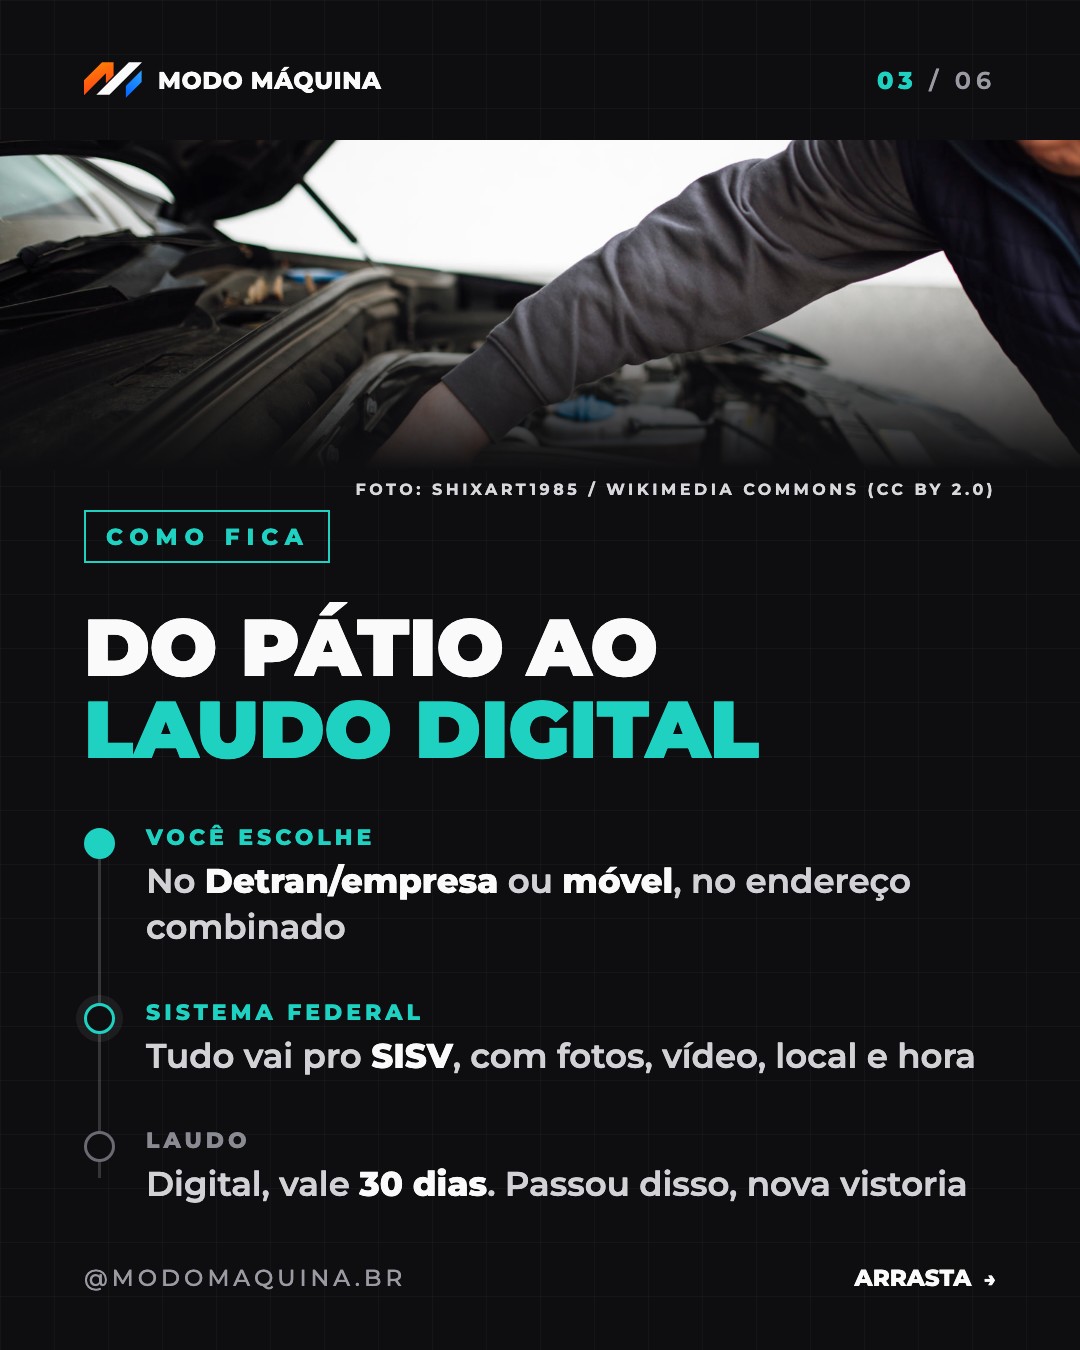 MODO MÁQUINA
03 / 06
FOTO: SHIXART1985 / WIKIMEDIA COMMONS (CC BY 2.0)
COMO FICA
DO PÁTIO AO
LAUDO DIGITAL
VOCÊ ESCOLHE
No Detran/empresa ou móvel, no endereço
combinado
SISTEMA FEDERAL
Tudo vai pro SISV, com fotos, vídeo, local e hora
LAUDO
Digital, vale 30 dias. Passou disso, nova vistoria
@MODOMAQUINA.BR
ARRASTA →